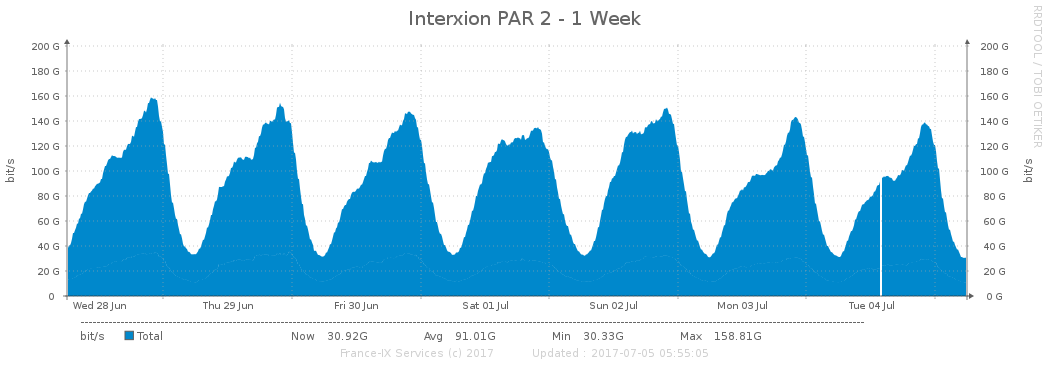 Interxion PAR 2 - 1 Week
RRDTOOL / TOBI OETIKER
bit/s
bit/s
200 G 200 G
180 G 180 G
160 G 160 G
140 G 140 G
120 G 120 G
100 G 100 G
80 G 80 G
60 G 60 G
40 G 40 G
20 G 20 G
0 0 G
Wed 28 Jun Thu 29 Jun Fri 30 Jun Sat 01 Jul Sun 02 Jul Mon 03 Jul Tue 04 Jul
bit/s Total Now 30.92G Avg 91.01G Min 30.33G Max 158.81G
France-IX Services (c) 2017 Updated : 2017-07-05 05:55:05